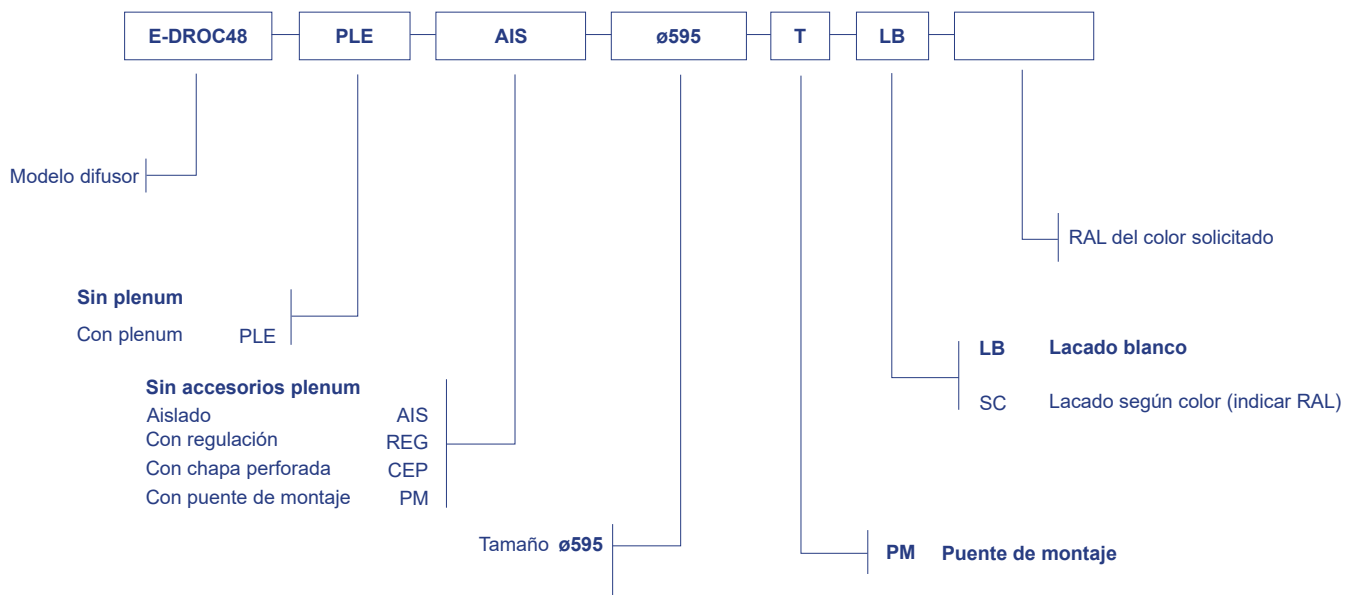 E-DROC48 PLE AIS ø595 T LB
Modelo difusor
RAL del color solicitado
Sin plenum
Con plenum PLE
LB Lacado blanco
SC Lacado según color (indicar RAL)
Sin accesorios plenum
Aislado AIS
Con regulación REG
Con chapa perforada CEP
Con puente de montaje PM
Tamaño ø595
PM Puente de montaje